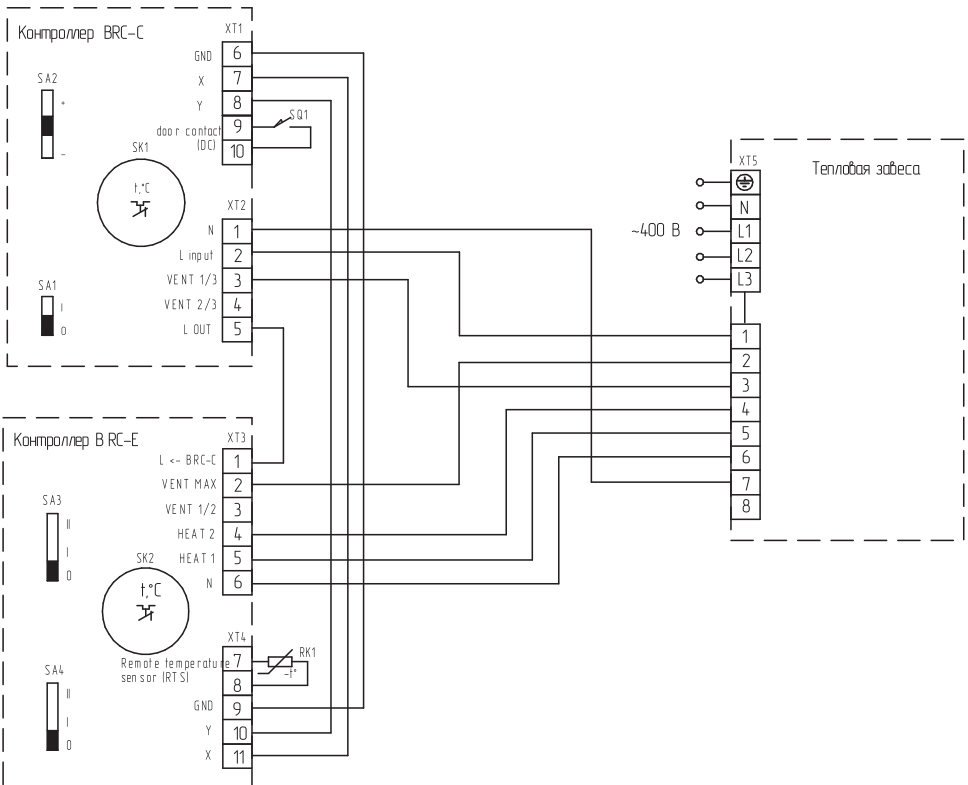 Контроллер BRC-C
XT1
GND 6
X 7
Y 8
door contact (DC) 9
10
SQ1
SA2
+
-
SK1
t,°C
SA1
I
0
XT2
N 1
L input 2
VENT 1/3 3
VENT 2/3 4
L OUT 5
Контроллер BRC-E
XT3
L <- BRC-C 1
VENT MAX 2
VENT 1/2 3
HEAT 2 4
HEAT 1 5
N 6
SA3
II
I
0
SK2
t,°C
SA4
II
I
0
XT4
Remote temperature sensor (RTS) 7
8
RK1
-t°
GND 9
Y 10
X 11
Тепловая завеса
XT5
N
~400 В
L1
L2
L3
1
2
3
4
5
6
7
8